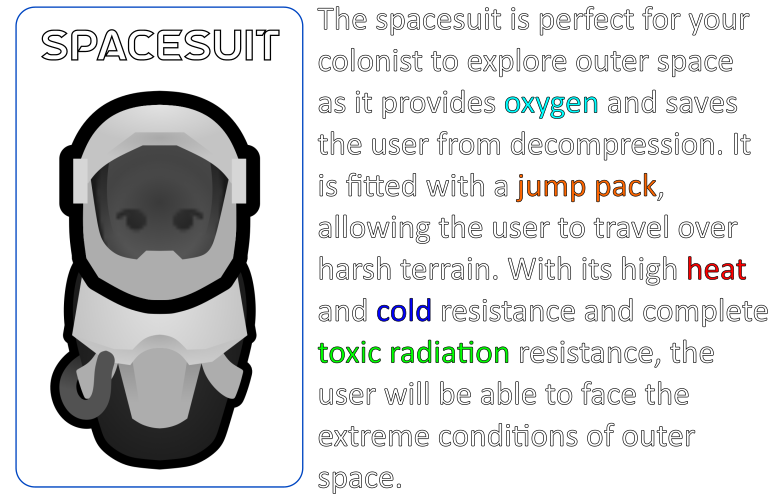 SPACESUIT
The spacesuit is perfect for your
colonist to explore outer space
as it provides oxygen and saves
the user from decompression. It
is fitted with a jump pack,
allowing the user to travel over
harsh terrain. With its high heat
and cold resistance and complete
toxic radiation resistance, the
user will be able to face the
extreme conditions of outer
space.